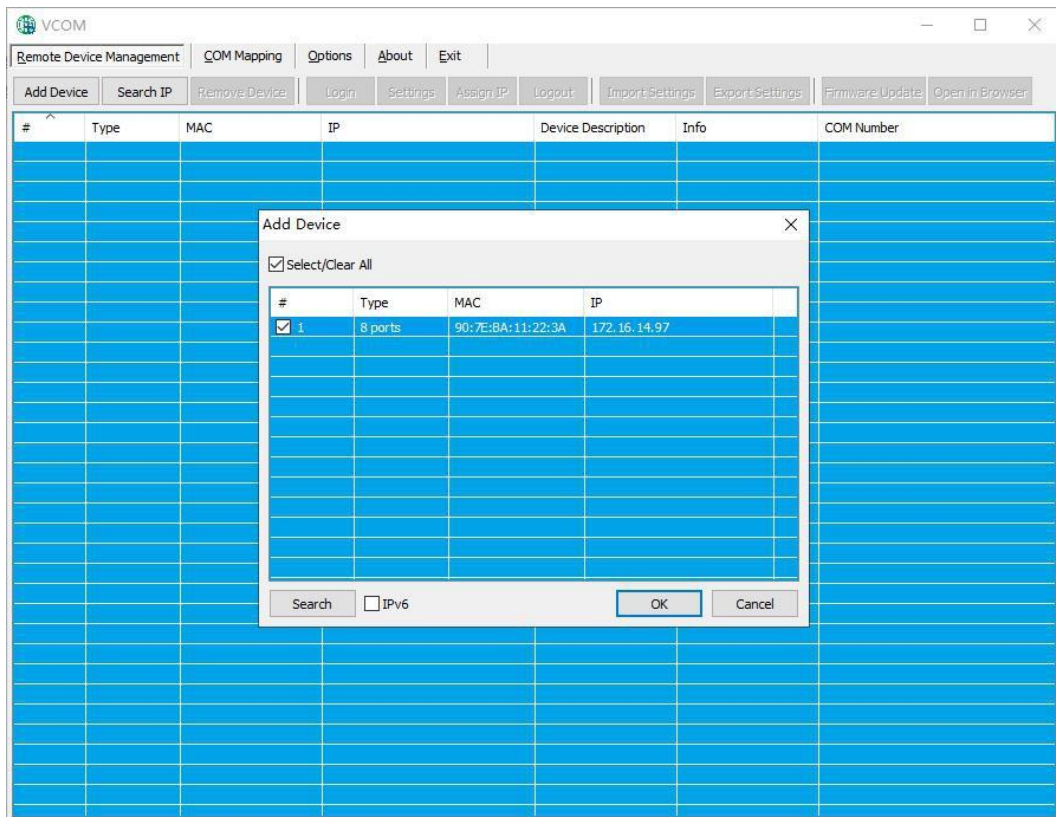 VCOM
Remote Device Management COM Mapping Options About Exit
Add Device Search IP Remove Device Login Settings Assign IP Logout Import Settings Export Settings Firmware Update Open in Browser
# Type MAC IP Device Description Info COM Number
Add Device
Select/Clear All
# Type MAC IP
1 8 ports 90:7E:BA:11:22:3A 172.16.14.97
Search IPv6 OK Cancel